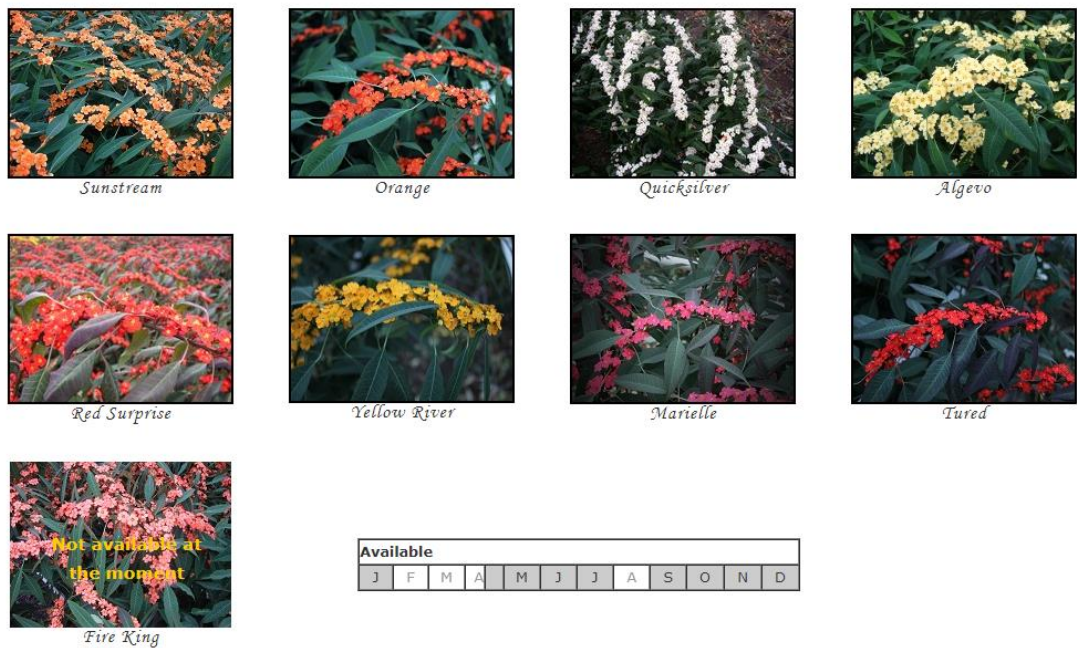 Sunstream
Orange
Quicksilver
Algevo
Red Surprise
Yellow River
Marielle
Tured
Not available at
the moment
Fire King
Available
J F M A M J J A S O N D